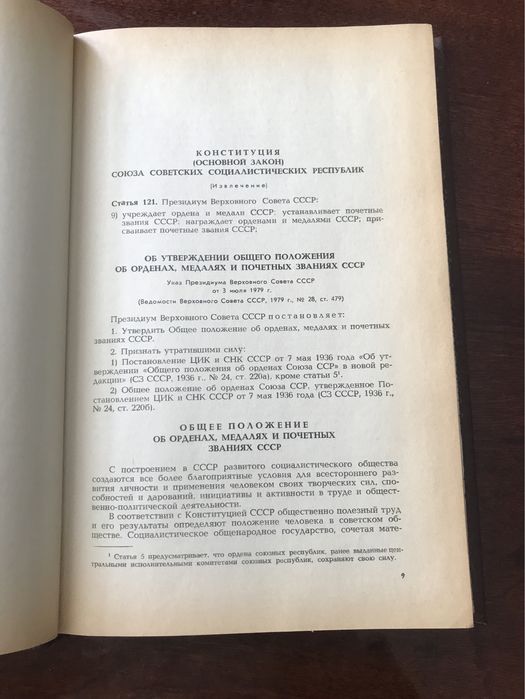 КОНСТИТУЦИЯ
(ОСНОВНОЙ ЗАКОН)
СОЮЗА СОВЕТСКИХ СОЦИАЛИСТИЧЕСКИХ РЕСПУБЛИК
(Извлечение)
Статья 121. Президиум Верховного Совета СССР:
9) учреждает ордена и медали СССР: устанавливает почетные
звания СССР: награждает орденами и медалями СССР; при-
сваивает почетные звания СССР;
ОБ УТВЕРЖДЕНИИ ОБЩЕГО ПОЛОЖЕНИЯ
ОБ ОРДЕНАХ, МЕДАЛЯХ И ПОЧЕТНЫХ ЗВАНИЯХ СССР
Указ Президиума Верховного Совета СССР
от 3 июля 1979 г.
(Ведомости Верховного Совета СССР, 1979 г., № 28, ст. 479)
Президиум Верховного Совета СССР постановляет:
1. Утвердить Общее положение об орденах, медалях и почетных
званиях СССР.
2. Признать утратившими силу:
1) Постановление ЦИК и СНК СССР от 7 мая 1936 года «Об ут-
верждении «Общего положения об орденах Союза ССР» в новой ре-
дакции» (СЗ СССР, 1936 г., № 24, ст. 220а), кроме статьи 5¹.
2) Общее положение об орденах Союза ССР, утвержденное По-
становлением ЦИК и СНК СССР от 7 мая 1936 года (СЗ СССР, 1936 г.,
№ 24, ст. 220б).
ОБЩЕЕ ПОЛОЖЕНИЕ
ОБ ОРДЕНАХ, МЕДАЛЯХ И ПОЧЕТНЫХ
ЗВАНИЯХ СССР
С построением в СССР развитого социалистического общества
создаются все более благоприятные условия для всестороннего раз-
вития личности и применения человеком своих творческих сил, спо-
собностей и дарований, инициативы и активности в труде и общест-
венно-политической деятельности.
В соответствии с Конституцией СССР общественно полезный труд
и его результаты определяют положение человека в советском об-
ществе. Социалистическое общенародное государство, сочетая мате-
¹ Статья 5 предусматривает, что ордена союзных республик, ранее выданные цен-
тральными исполнительными комитетами союзных республик, сохраняют свою силу.
9